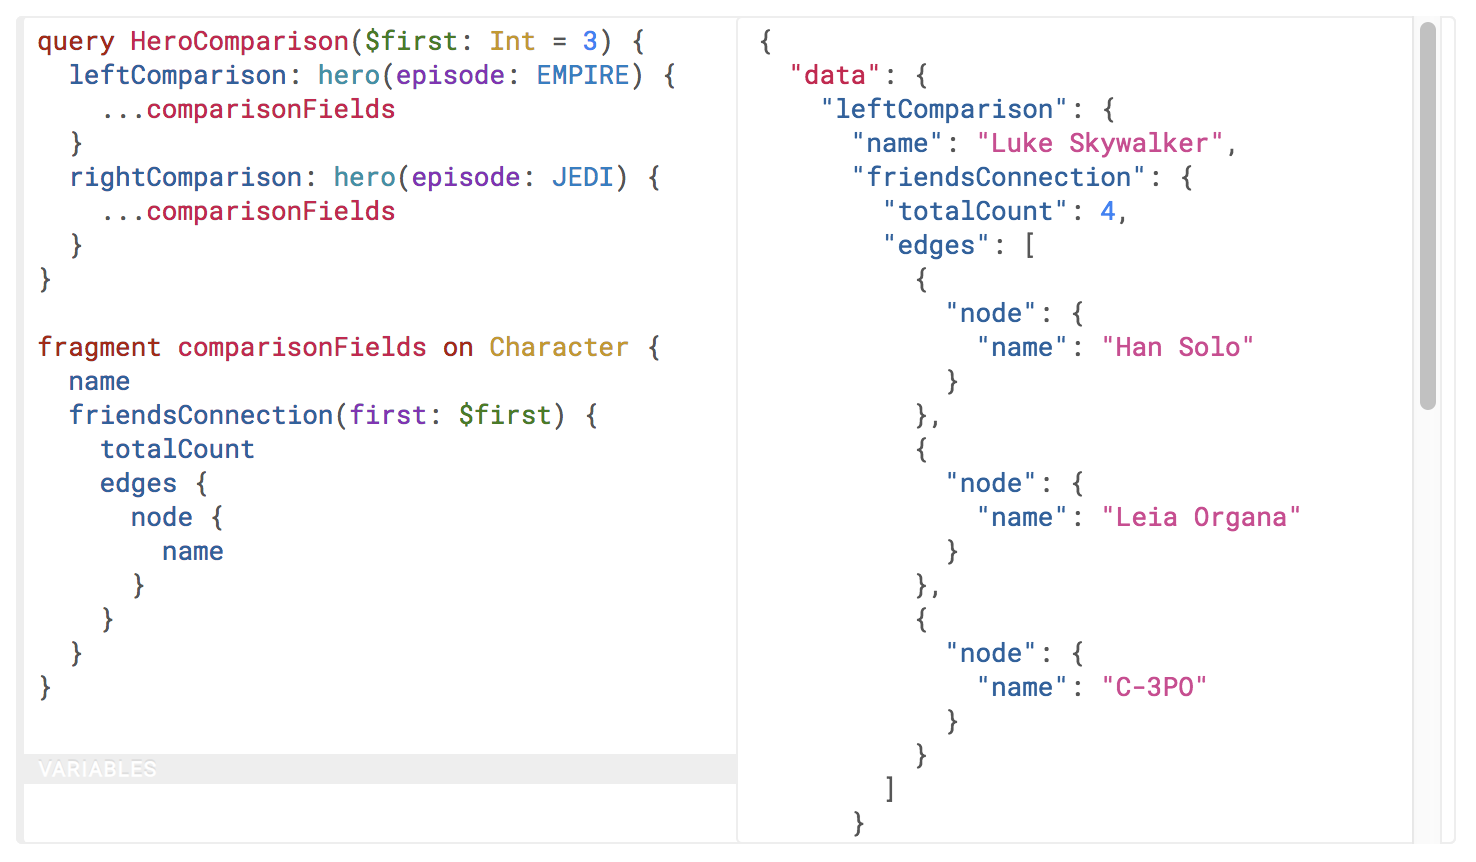 query HeroComparison($first: Int = 3) {
  leftComparison: hero(episode: EMPIRE) {
    ...comparisonFields
  }
  rightComparison: hero(episode: JEDI) {
    ...comparisonFields
  }
}

fragment comparisonFields on Character {
  name
  friendsConnection(first: $first) {
    totalCount
    edges {
      node {
        name
      }
    }
  }
}
VARIABLES
{
  "data": {
    "leftComparison": {
      "name": "Luke Skywalker",
      "friendsConnection": {
        "totalCount": 4,
        "edges": [
          {
            "node": {
              "name": "Han Solo"
            }
          },
          {
            "node": {
              "name": "Leia Organa"
            }
          },
          {
            "node": {
              "name": "C-3PO"
            }
          }
        ]
      }